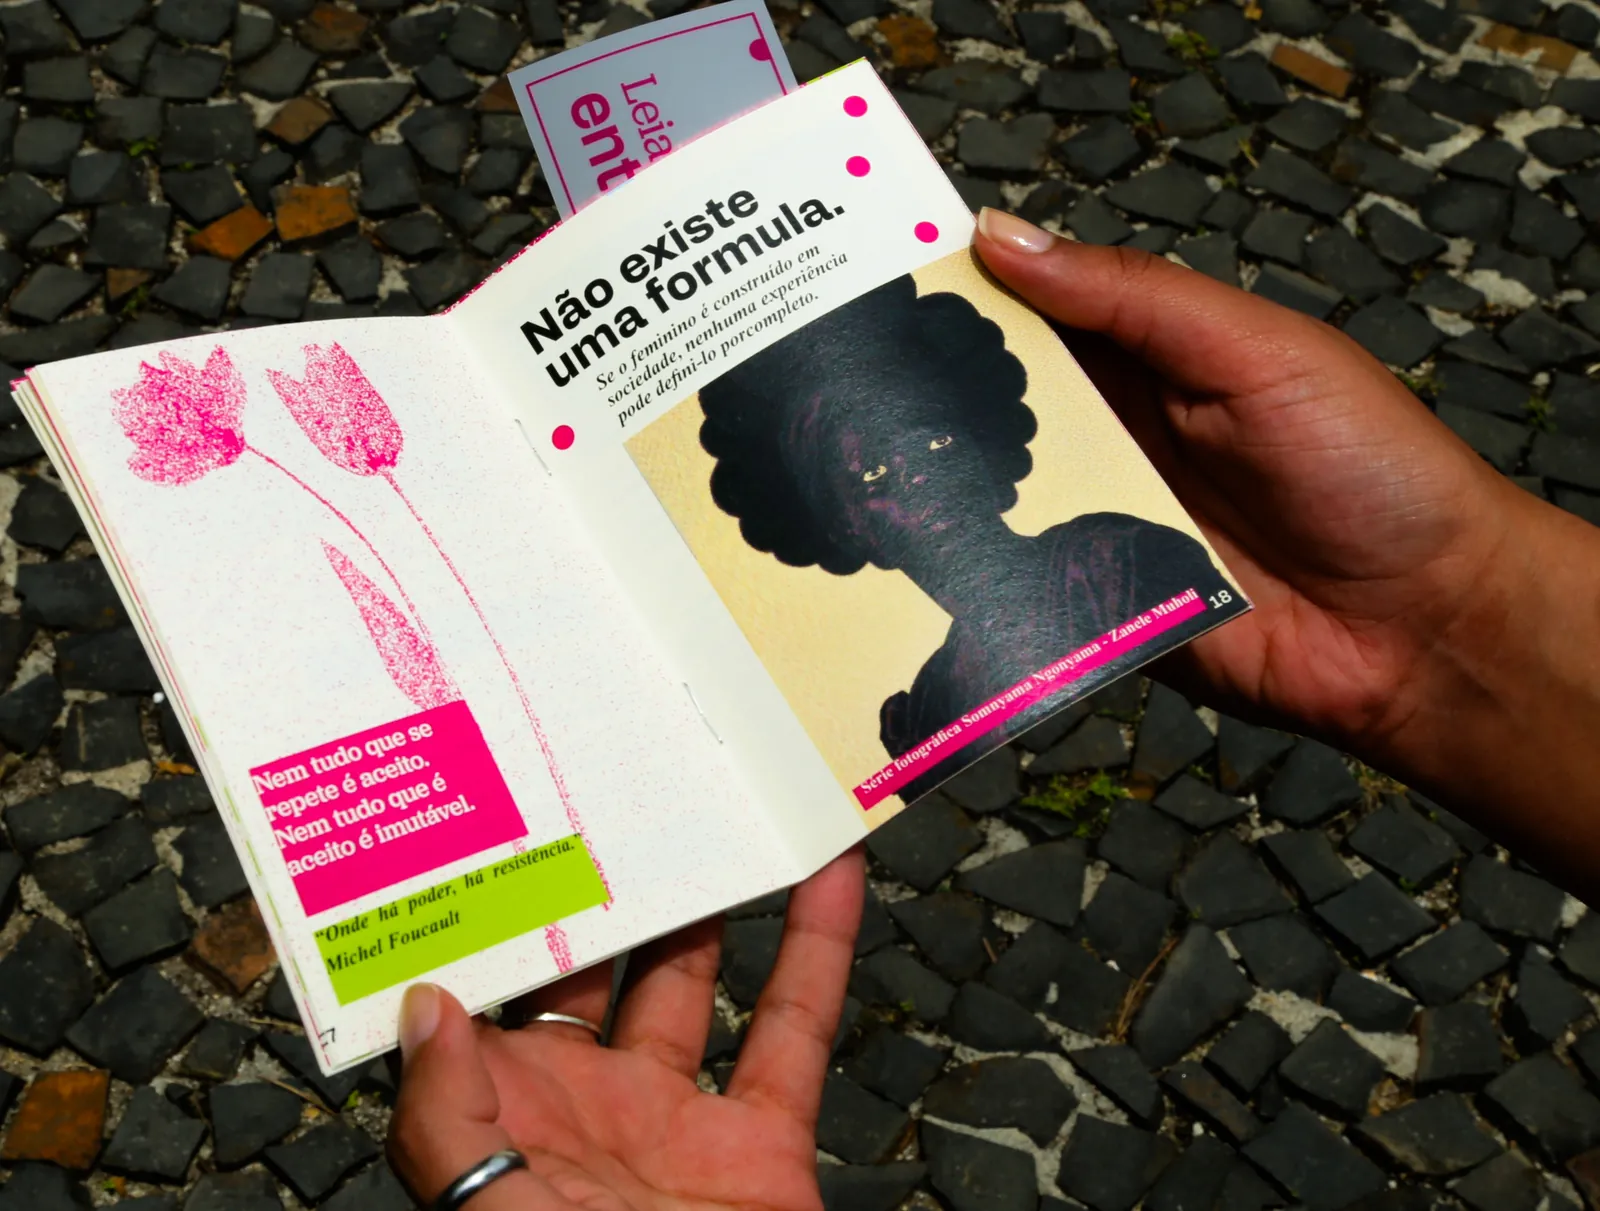 Leia
Nem tudo que se
repete é aceito.
Nem tudo que é
aceito é imutável.
“Onde há poder, há resistência.”
Michel Foucault
Não existe
uma formula.
Se o feminino é construído em
sociedade, nenhuma experiência
pode defini-lo porcompleto.
Série fotográfica Somnyama Ngonyama - Zanele Muholi
18